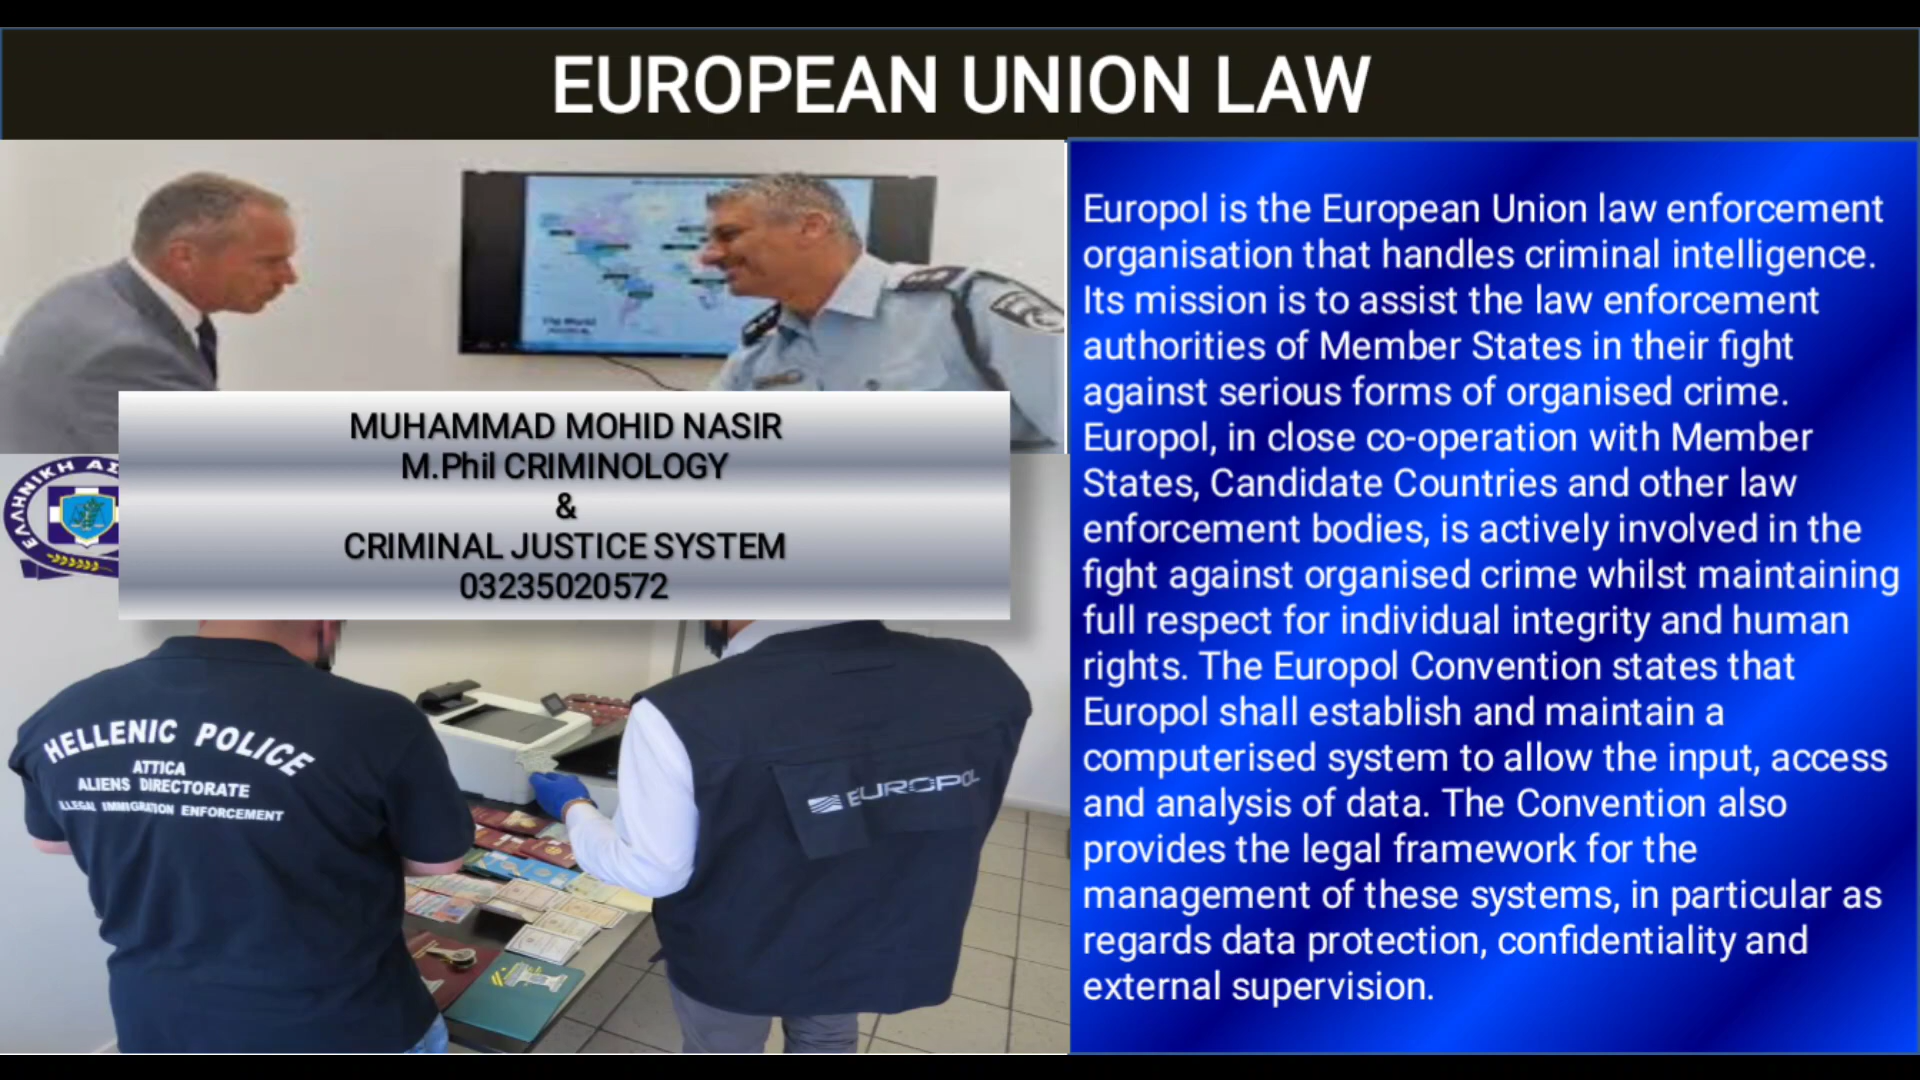 EUROPEAN UNION LAW
MUHAMMAD MOHID NASIR
M.Phil CRIMINOLOGY
&
CRIMINAL JUSTICE SYSTEM
03235020572
ΕΛΛΗΝΙΚΗ ΑΣ
HELLENIC POLICE
ATTICA
ALIENS DIRECTORATE
ILLEGAL IMMIGRATION ENFORCEMENT
EUROPOL
Europol is the European Union law enforcement
organisation that handles criminal intelligence.
Its mission is to assist the law enforcement
authorities of Member States in their fight
against serious forms of organised crime.
Europol, in close co-operation with Member
States, Candidate Countries and other law
enforcement bodies, is actively involved in the
fight against organised crime whilst maintaining
full respect for individual integrity and human
rights. The Europol Convention states that
Europol shall establish and maintain a
computerised system to allow the input, access
and analysis of data. The Convention also
provides the legal framework for the
management of these systems, in particular as
regards data protection, confidentiality and
external supervision.